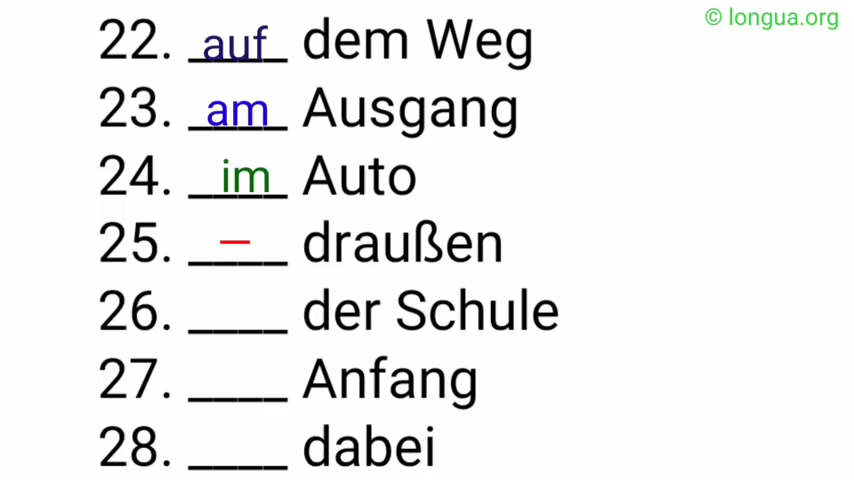 © longua.org
22. auf dem Weg
23. am Ausgang
24. im Auto
25. – draußen
26. ____ der Schule
27. ____ Anfang
28. ____ dabei